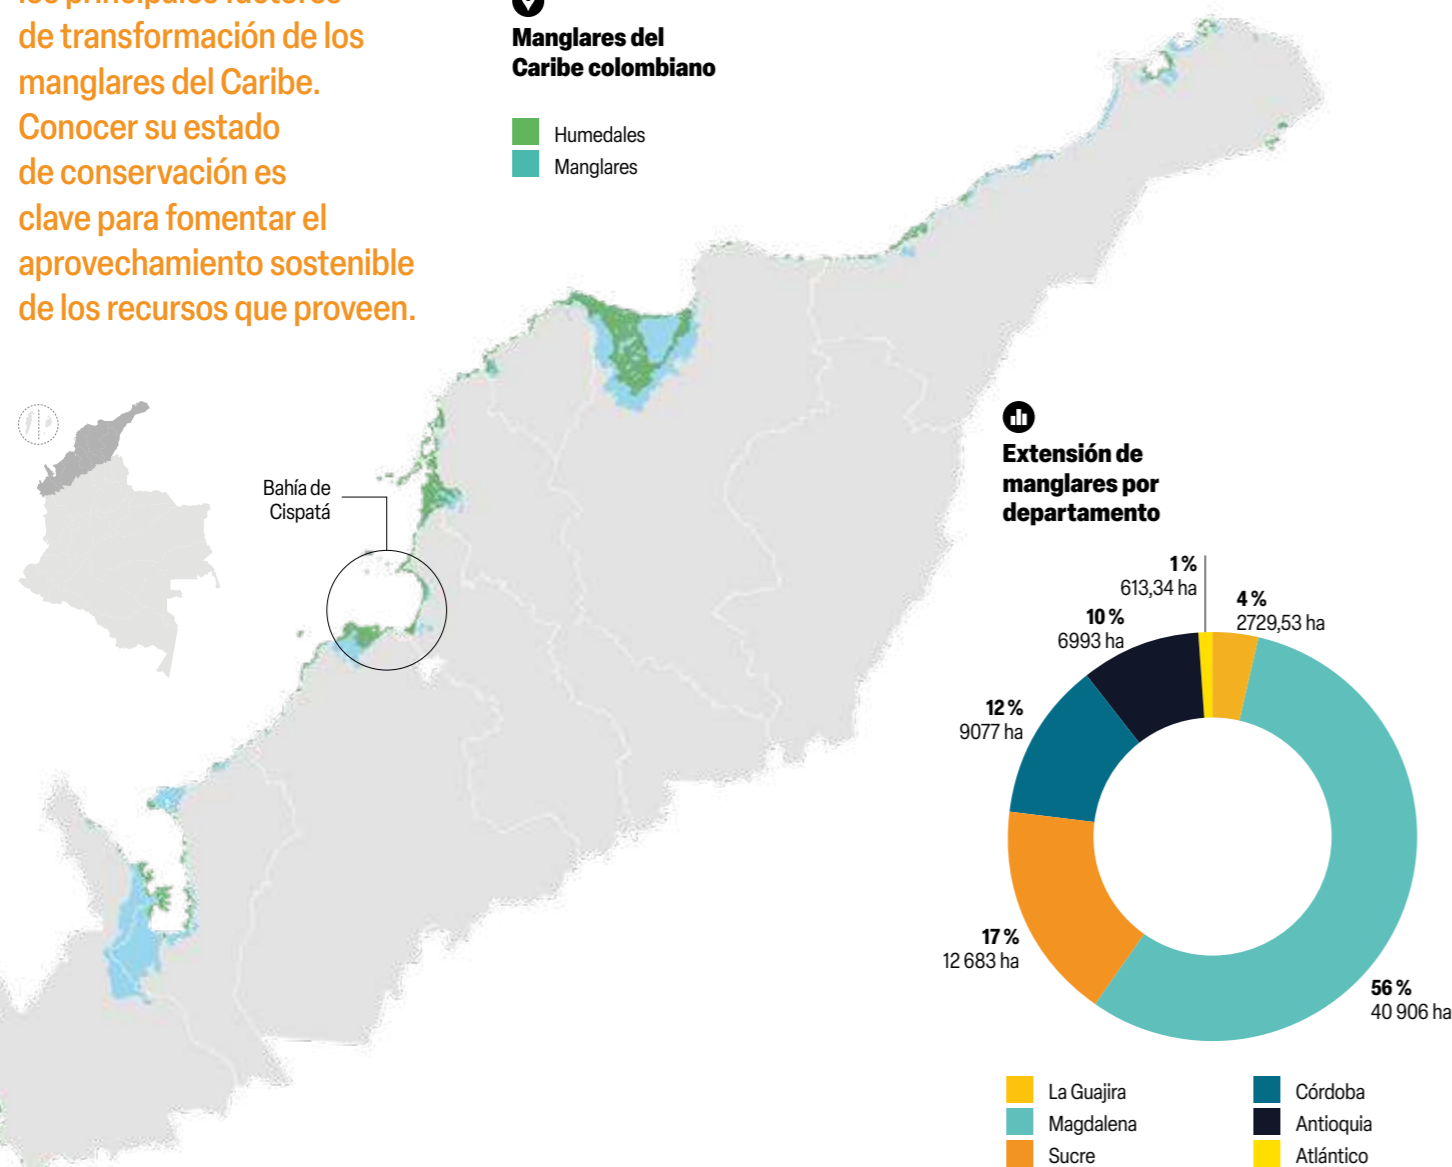 los principales factores
de transformación de los
manglares del Caribe.
Conocer su estado
de conservación es
clave para fomentar el
aprovechamiento sostenible
de los recursos que proveen.
Manglares del
Caribe colombiano
Humedales
Manglares
Bahía de
Cispatá
Extensión de
manglares por
departamento
1 %
613,34 ha
4 %
2729,53 ha
10 %
6993 ha
12 %
9077 ha
17 %
12 683 ha
56 %
40 906 ha
La Guajira
Magdalena
Sucre
Córdoba
Antioquia
Atlántico